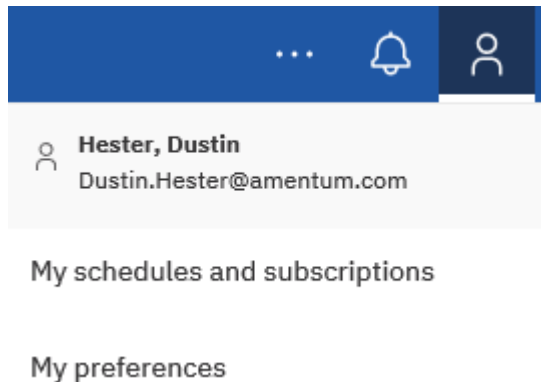 Hester, Dustin
Dustin.Hester@amentum.com
My schedules and subscriptions
My preferences